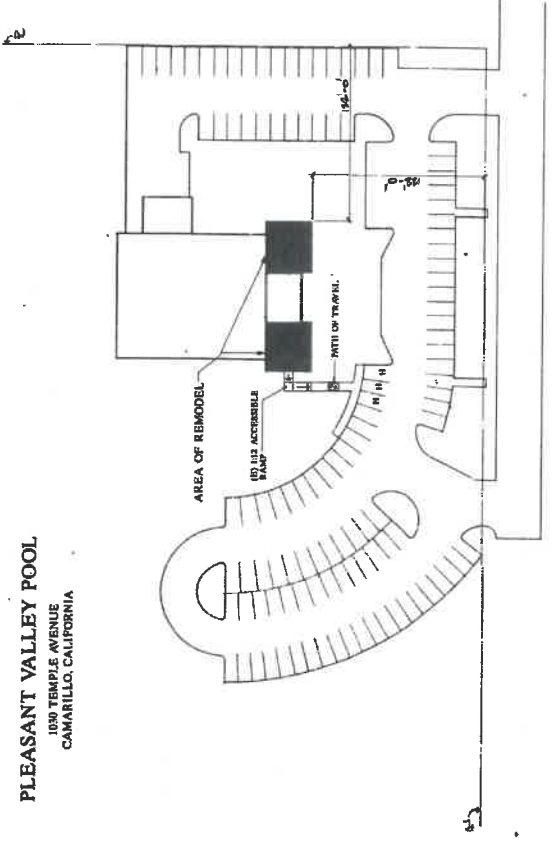 PLEASANT VALLEY POOL
1030 TEMPLE AVENUE
CAMARILLO, CALIFORNIA
AREA OF REMODEL
(E) 1:12 ACCESSIBLE
RAMP
PATH OF TRAVEL
H H H